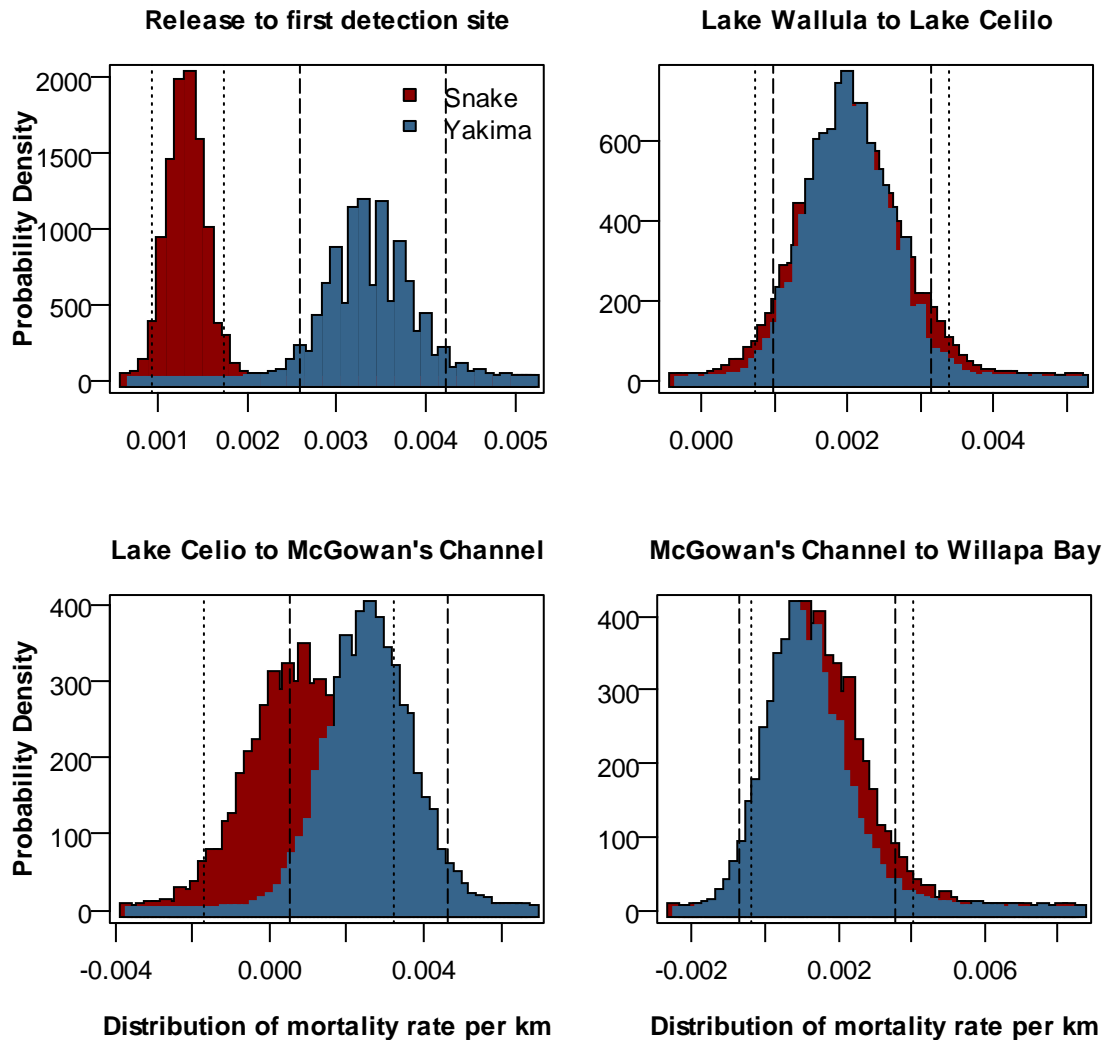 Release to first detection site
Probability Density
2000
1500
1000
500
0
0.001 0.002 0.003 0.004 0.005
Snake
Yakima
Lake Wallula to Lake Celilo
600
400
200
0
0.000 0.002 0.004
Lake Celio to McGowan's Channel
Probability Density
400
300
200
100
0
-0.004 0.000 0.004
Distribution of mortality rate per km
McGowan's Channel to Willapa Bay
400
300
200
100
0
-0.002 0.002 0.006
Distribution of mortality rate per km